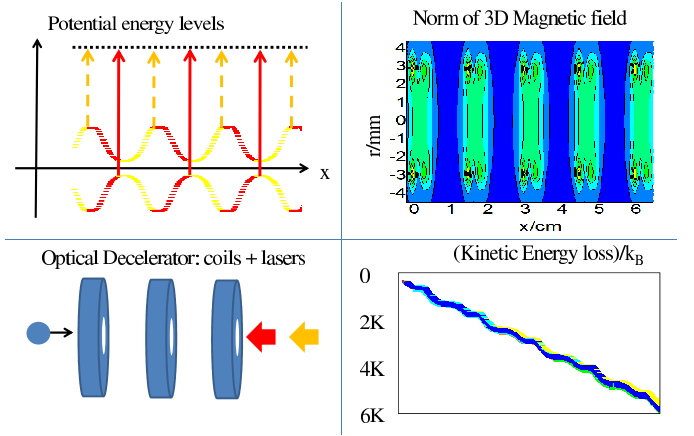 Potential energy levels
x
Norm of 3D Magnetic field
r/mm
4
3
2
1
0
-1
-2
-3
-4
0 1 2 3 4 5 6
x/cm
Optical Decelerator: coils + lasers
(Kinetic Energy loss)/kB
0
2K
4K
6K